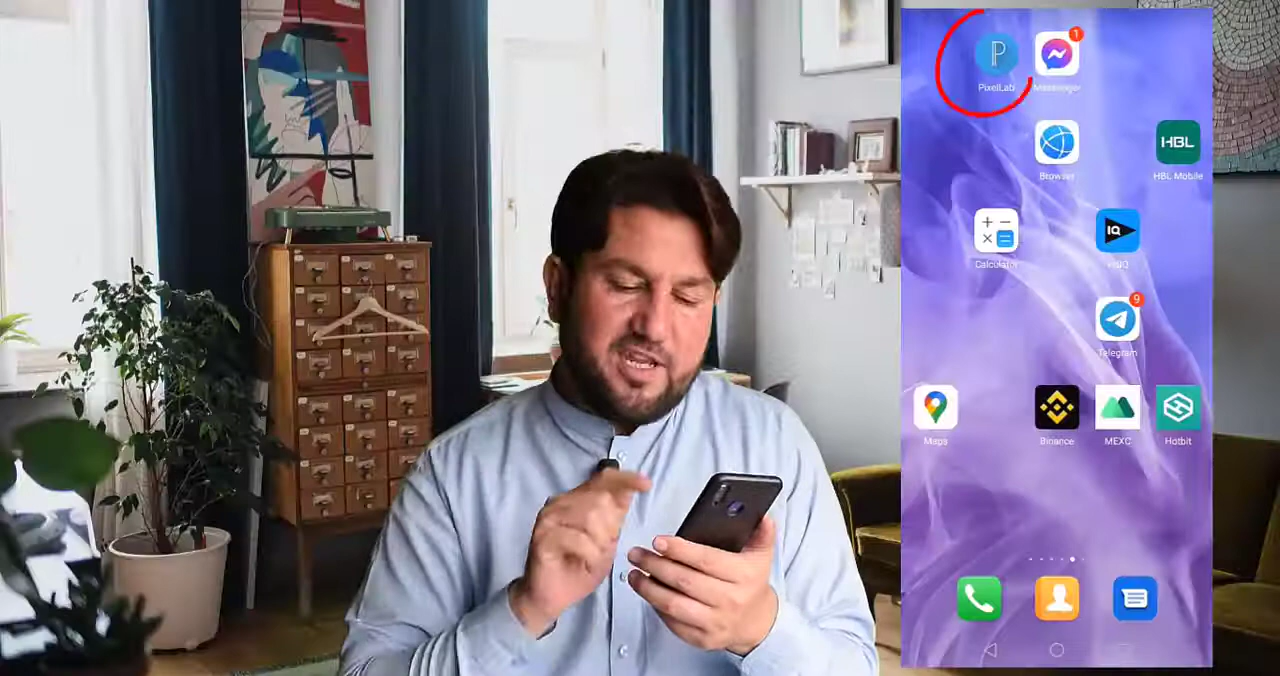 PixelLab
Messenger
1
Browser
HBL
HBL Mobile
Calculator
IQ
9
Telegram
Maps
Binance
MEXC
Hotbit